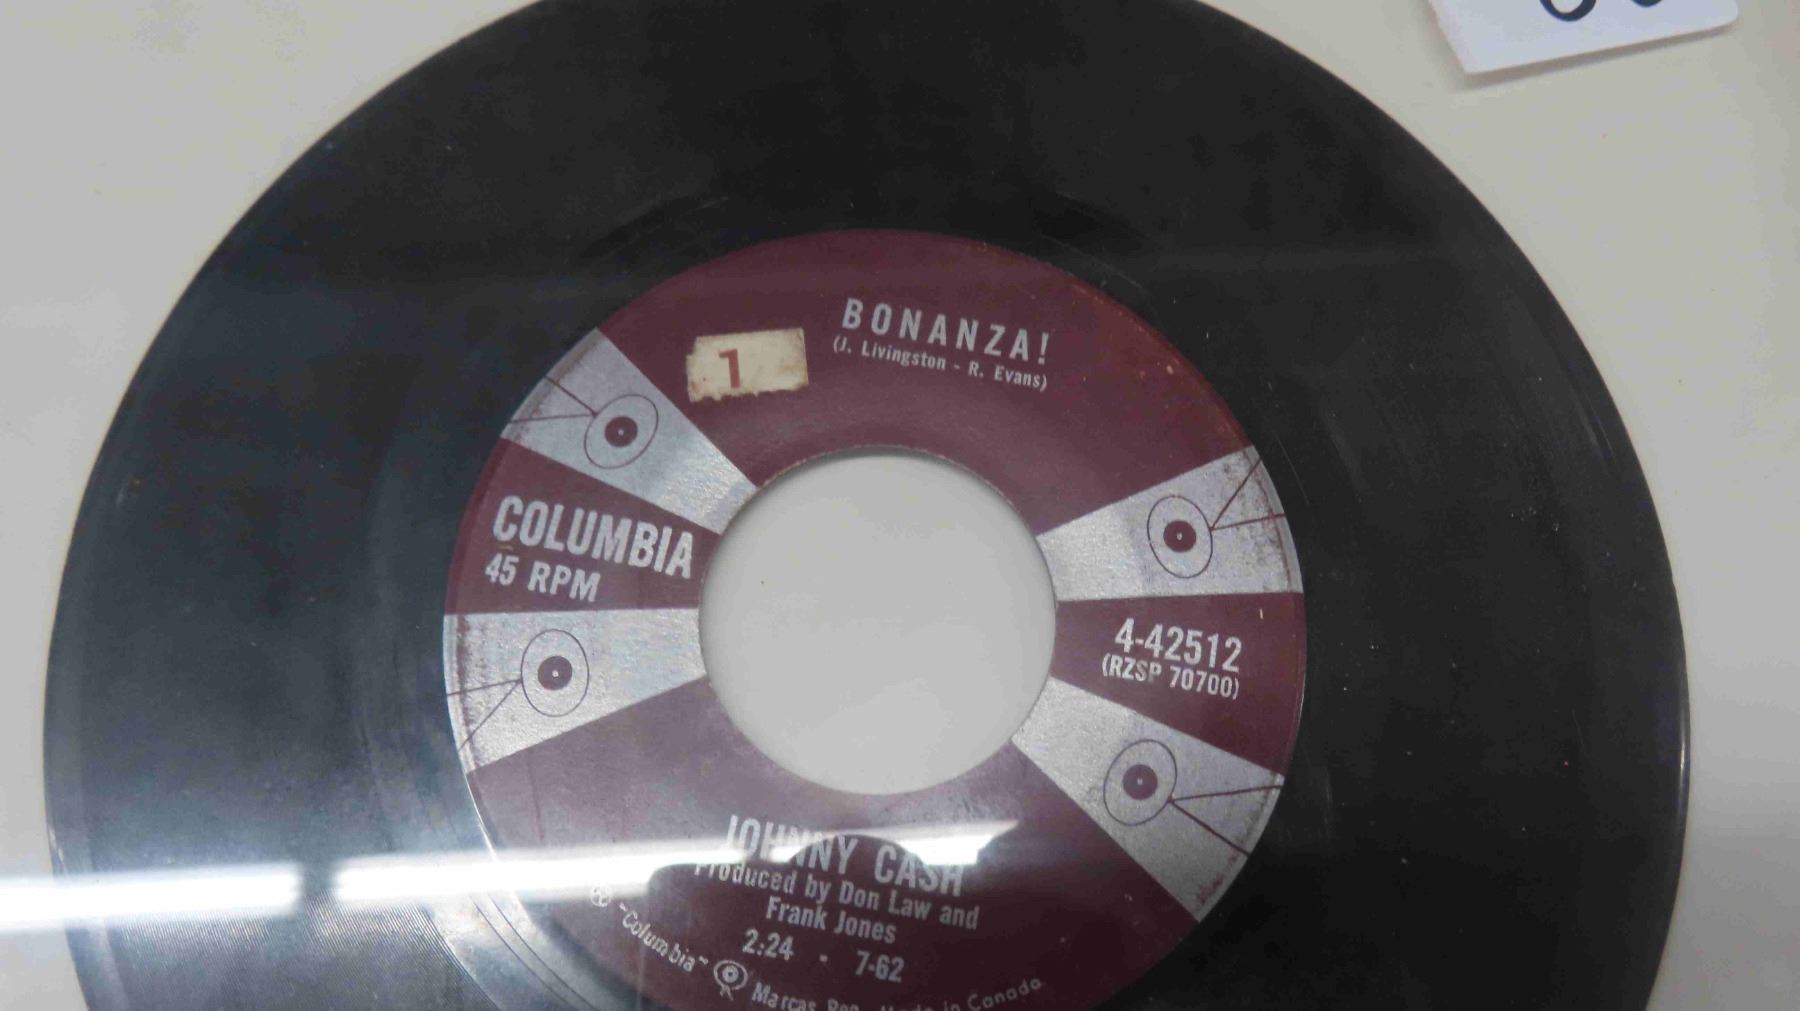 BONANZA!
(J. Livingston - R. Evans)
1
COLUMBIA
45 RPM
4-42512
(RZSP 70700)
JOHNNY CASH
Produced by Don Law and
Frank Jones
2:24 - 7-62
"Columbia" Marcas Reg. Made in Canada